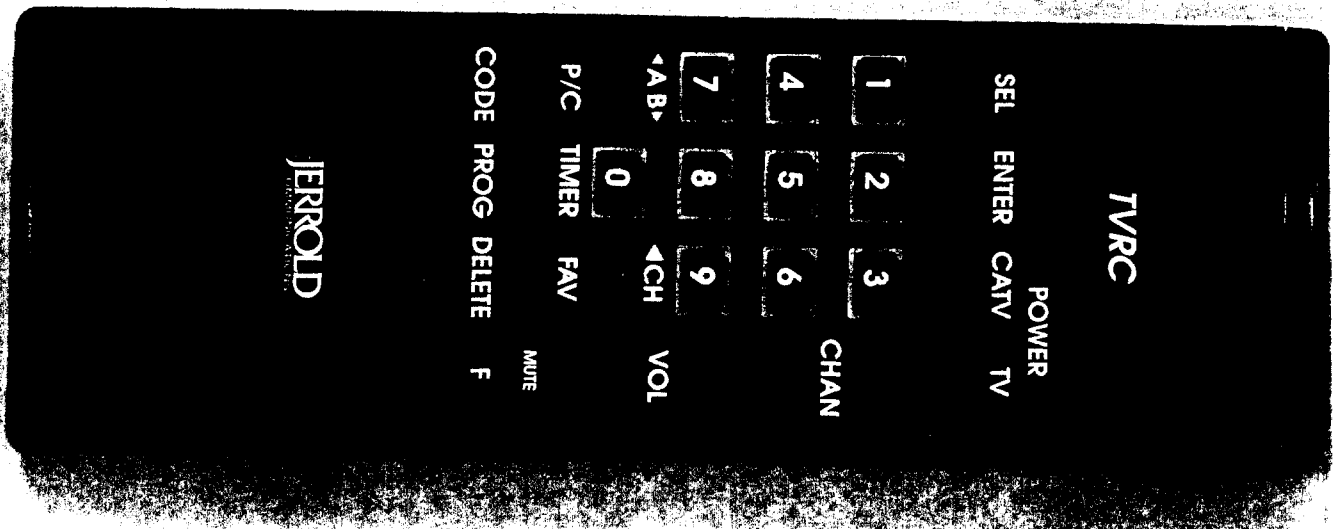 TVRC
POWER
SEL ENTER CATV TV
1 2 3
4 5 6
CHAN
7 8 9
◂A B▸ 0 ◀CH VOL
P/C TIMER FAV
MUTE
CODE PROG DELETE F
JERROLD